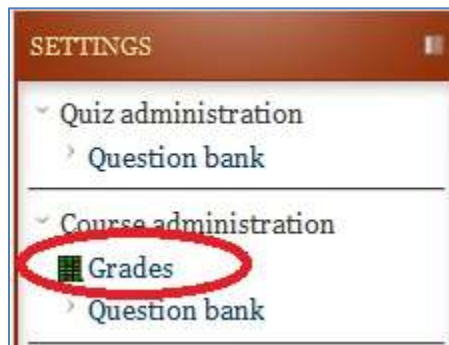 SETTINGS
Quiz administration
Question bank
Course administration
Grades
Question bank